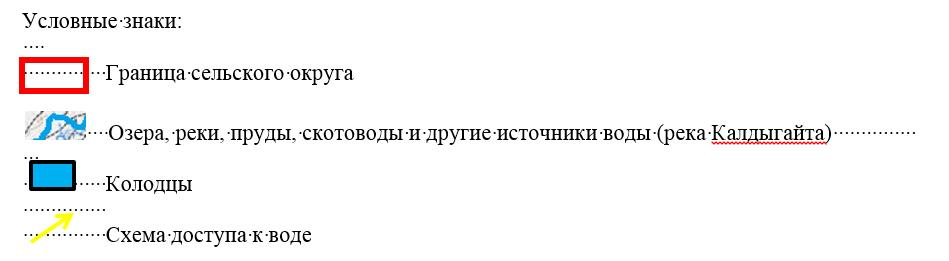 Условные знаки:
Граница сельского округа
Озера, реки, пруды, скотоводы и другие источники воды (река Калдыгайта)
Колодцы
Схема доступа к воде